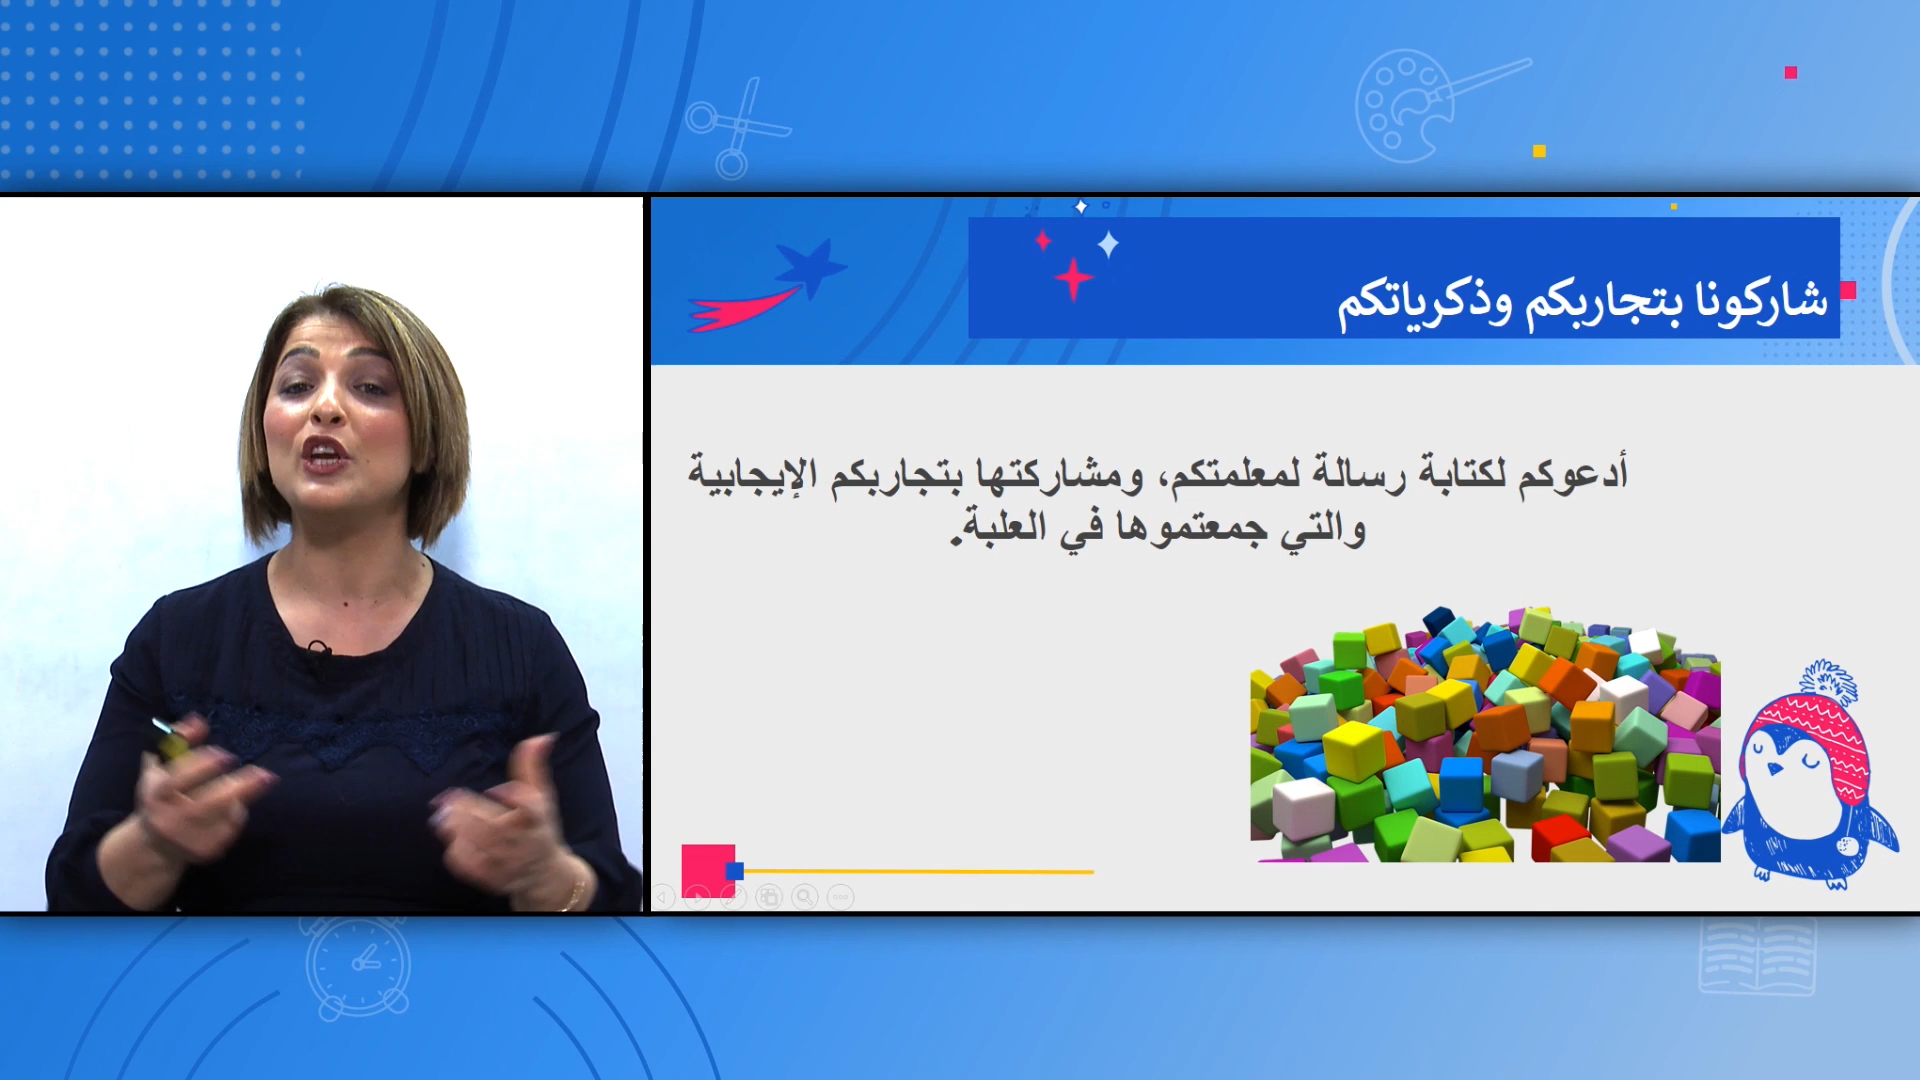 شاركونا بتجاربكم وذكرياتكم
أدعوكم لكتابة رسالة لمعلمتكم، ومشاركتها بتجاربكم الإيجابية
والتي جمعتموها في العلبة.